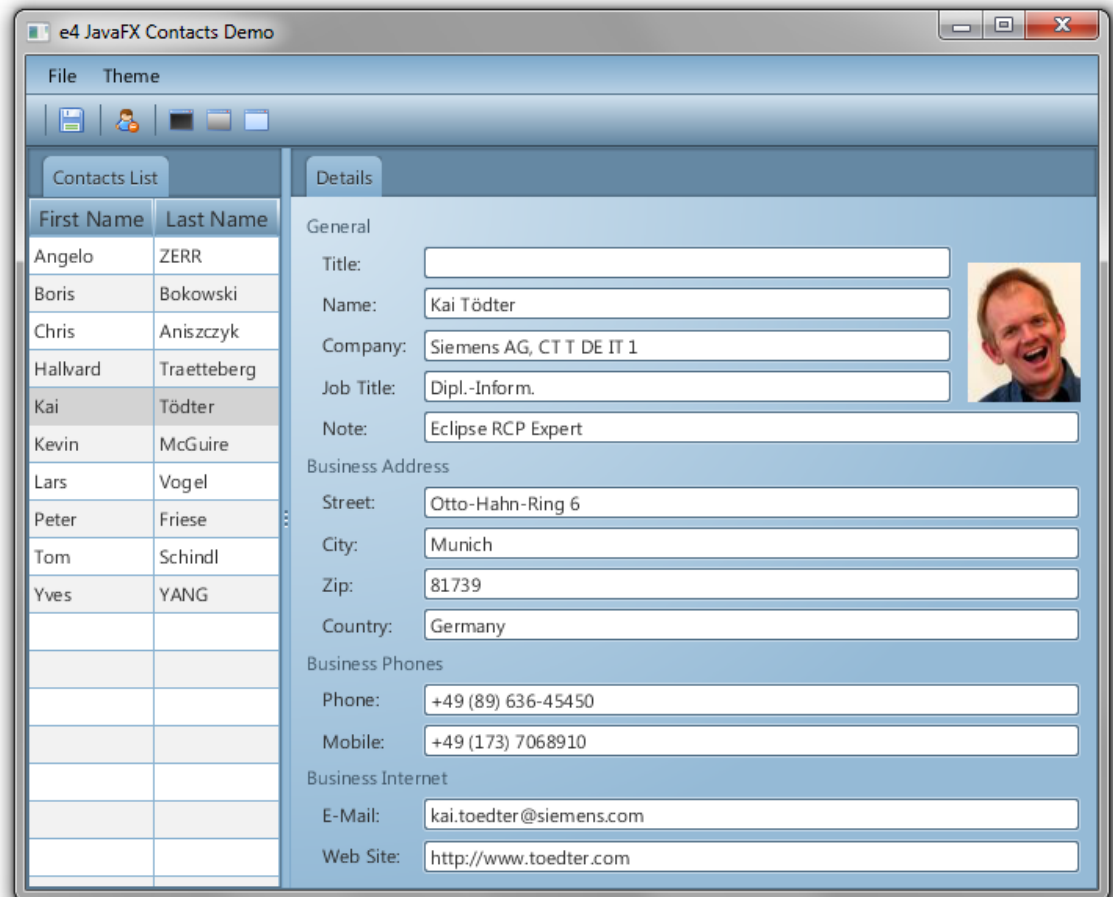 e4 JavaFX Contacts Demo
File Theme
Contacts List
First Name Last Name
Angelo ZERR
Boris Bokowski
Chris Aniszczyk
Hallvard Traetteberg
Kai Tödter
Kevin McGuire
Lars Vogel
Peter Friese
Tom Schindl
Yves YANG
Details
General
Title:
Name: Kai Tödter
Company: Siemens AG, CT T DE IT 1
Job Title: Dipl.-Inform.
Note: Eclipse RCP Expert
Business Address
Street: Otto-Hahn-Ring 6
City: Munich
Zip: 81739
Country: Germany
Business Phones
Phone: +49 (89) 636-45450
Mobile: +49 (173) 7068910
Business Internet
E-Mail: kai.toedter@siemens.com
Web Site: http://www.toedter.com